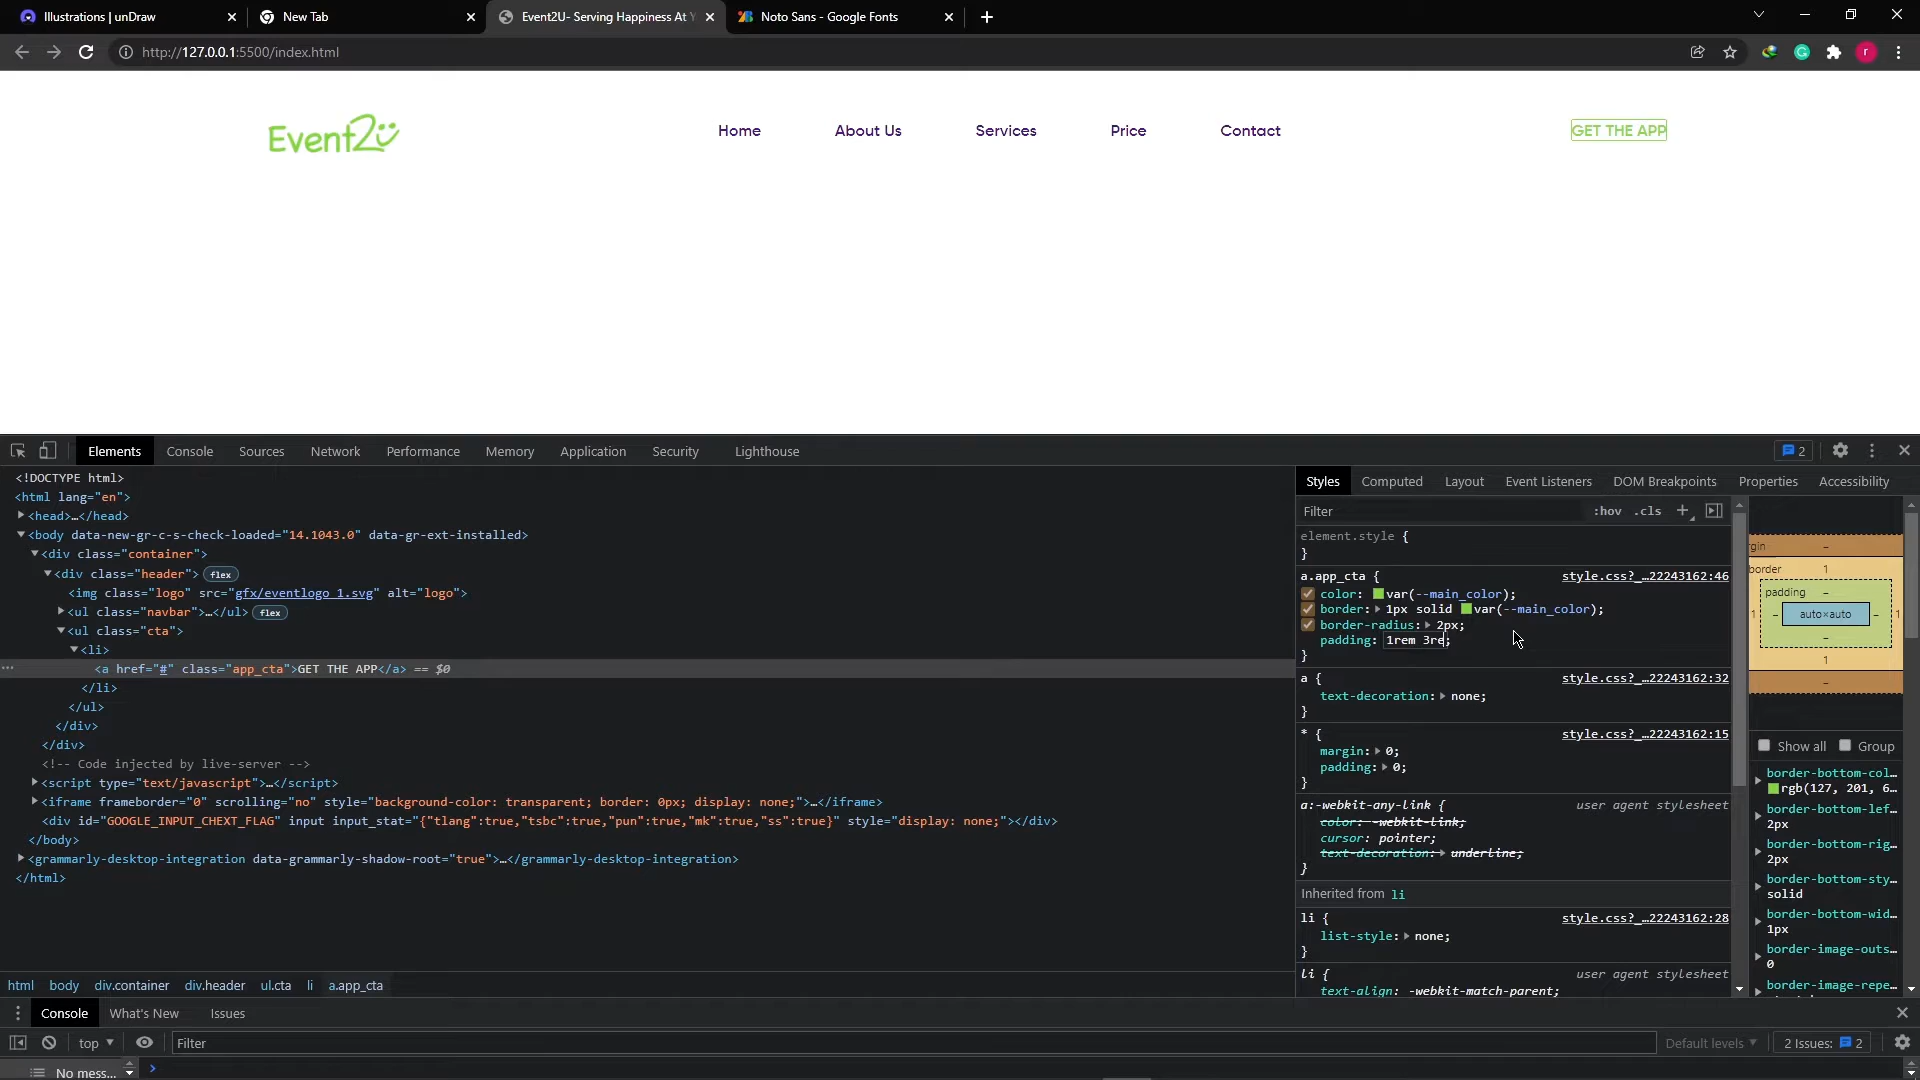 Illustrations | unDraw
New Tab
Event2U- Serving Happiness At Y
Noto Sans - Google Fonts
http://127.0.0.1:5500/index.html
r
Event2U
Home
About Us
Services
Price
Contact
GET THE APP
Elements
Console
Sources
Network
Performance
Memory
Application
Security
Lighthouse
2
<!DOCTYPE html>
<html lang="en">
<head>…</head>
<body data-new-gr-c-s-check-loaded="14.1043.0" data-gr-ext-installed>
<div class="container">
<div class="header"> flex
<img class="logo" src="gfx/eventlogo 1.svg" alt="logo">
<ul class="navbar">…</ul> flex
<ul class="cta">
<li>
<a href="#" class="app_cta">GET THE APP</a> == $0
</li>
</ul>
</div>
</div>
<!-- Code injected by live-server -->
<script type="text/javascript">…</script>
<iframe frameborder="0" scrolling="no" style="background-color: transparent; border: 0px; display: none;">…</iframe>
<div id="GOOGLE_INPUT_CHEXT_FLAG" input input_stat="{"tlang":true,"tsbc":true,"pun":true,"mk":true,"ss":true}" style="display: none;"></div>
</body>
<grammarly-desktop-integration data-grammarly-shadow-root="true">…</grammarly-desktop-integration>
</html>
html body div.container div.header ul.cta li a.app_cta
Styles
Computed
Layout
Event Listeners
DOM Breakpoints
Properties
Accessibility
Filter
:hov .cls +
element.style {
}
a.app_cta { style.css?_…22243162:46
color: var(--main_color);
border: 1px solid var(--main_color);
border-radius: 2px;
padding: 1rem 3re;
}
a { style.css?_…22243162:32
text-decoration: none;
}
* { style.css?_…22243162:15
margin: 0;
padding: 0;
}
a:-webkit-any-link { user agent stylesheet
color: -webkit-link;
cursor: pointer;
text-decoration: underline;
}
Inherited from li
li { style.css?_…22243162:28
list-style: none;
}
li { user agent stylesheet
text-align: -webkit-match-parent;
gin –
border 1
padding –
1 – auto×auto – 1
–
1
–
Show all Group
border-bottom-col…
rgb(127, 201, 6…
border-bottom-lef…
2px
border-bottom-rig…
2px
border-bottom-sty…
solid
border-bottom-wid…
1px
border-image-outs…
0
border-image-repe…
Console
What's New
Issues
top
Filter
Default levels
2 Issues: 2
No mess...